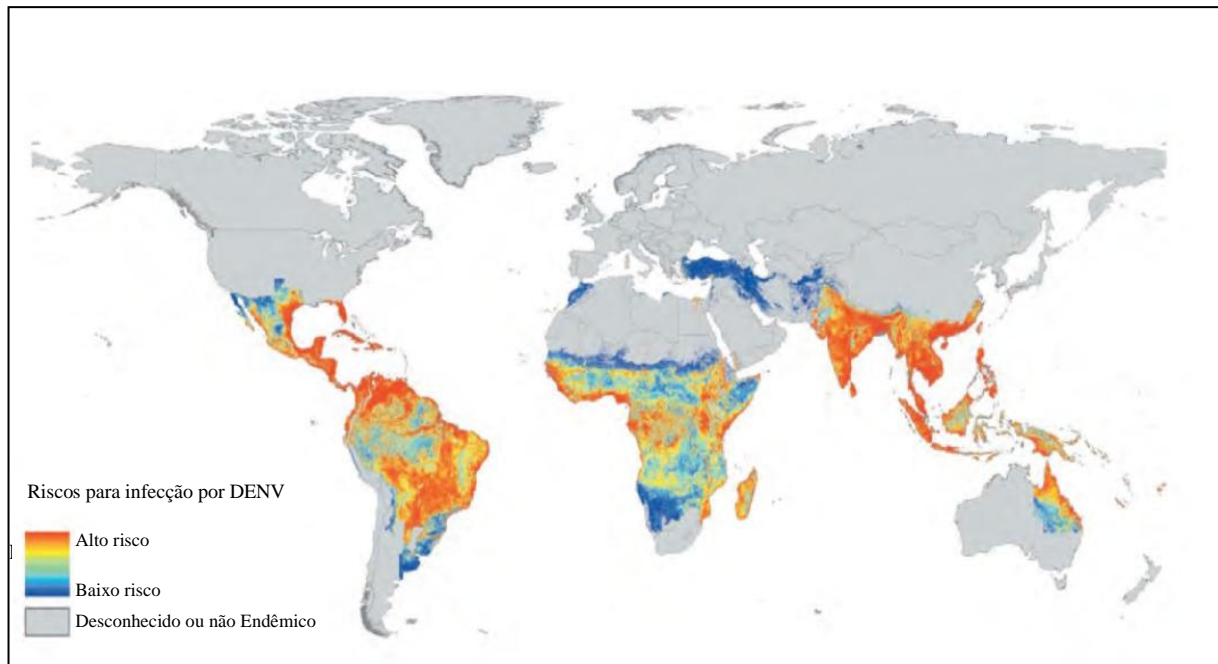 Riscos para infecção por DENV
Alto risco
Baixo risco
Desconhecido ou não Endêmico